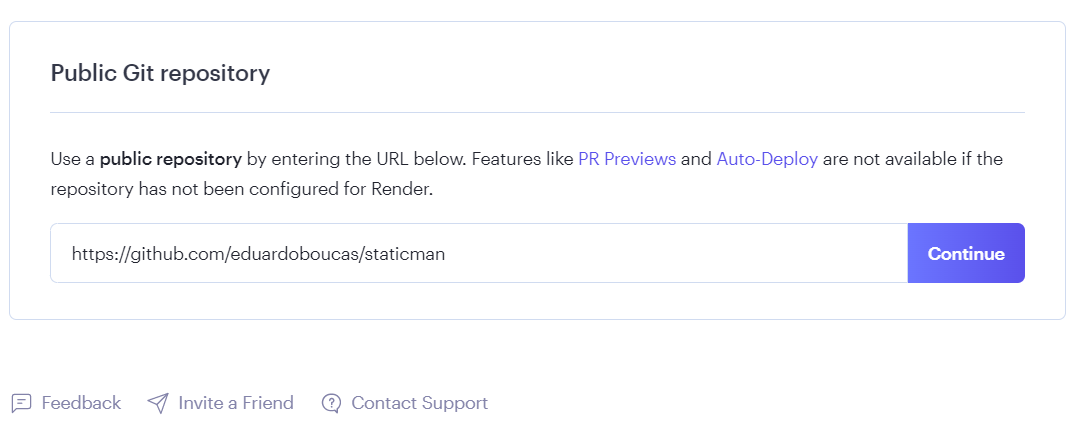 Public Git repository
Use a public repository by entering the URL below. Features like PR Previews and Auto-Deploy are not available if the
repository has not been configured for Render.
https://github.com/eduardoboucas/staticman
Continue
Feedback
Invite a Friend
Contact Support